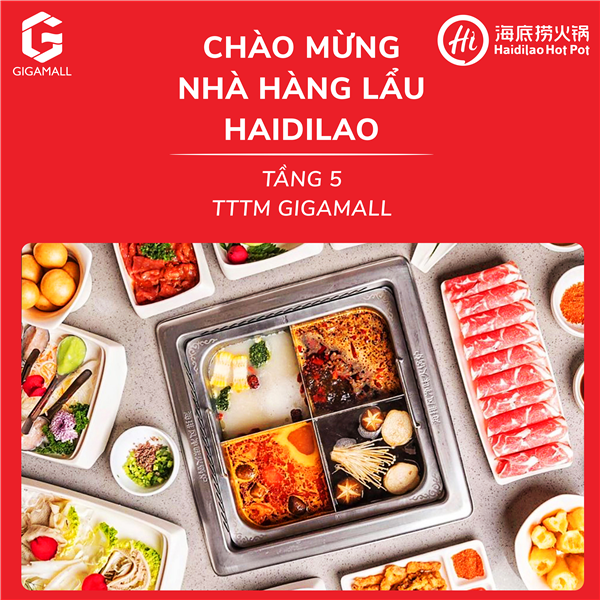 GIGAMALL
Hi 海底捞火锅
Haidilao Hot Pot
CHÀO MỪNG
NHÀ HÀNG LẨU
HAIDILAO
TẦNG 5
TTTM GIGAMALL